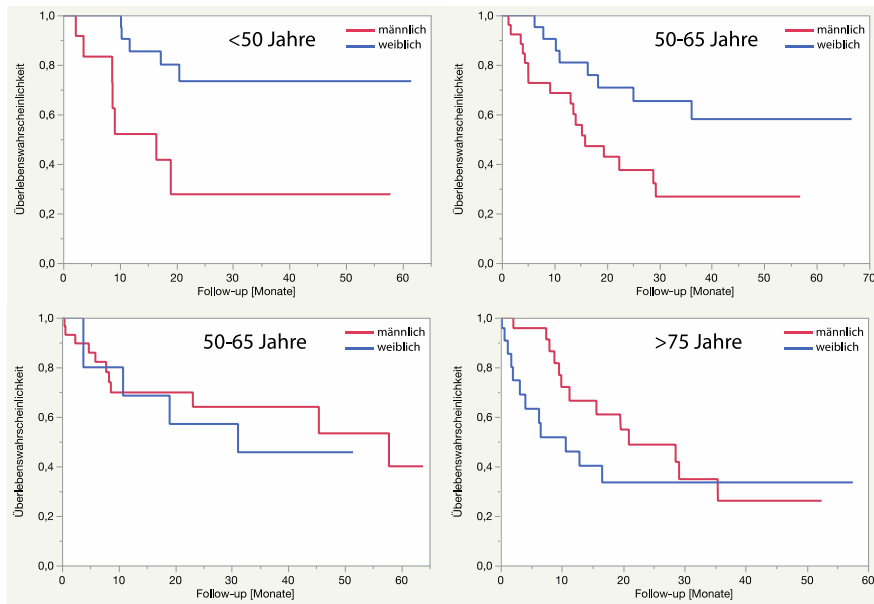 1,0
0,8
0,6
0,4
0,2
0,0
Überlebenswahrscheinlichkeit
<50 Jahre
männlich
weiblich
0 10 20 30 40 50 60
Follow-up [Monate]
1,0
0,8
0,6
0,4
0,2
0,0
Überlebenswahrscheinlichkeit
50-65 Jahre
männlich
weiblich
0 10 20 30 40 50 60 70
Follow-up [Monate]
1,0
0,8
0,6
0,4
0,2
0,0
Überlebenswahrscheinlichkeit
50-65 Jahre
männlich
weiblich
0 10 20 30 40 50 60
Follow-up [Monate]
1,0
0,8
0,6
0,4
0,2
0,0
Überlebenswahrscheinlichkeit
>75 Jahre
männlich
weiblich
0 10 20 30 40 50 60
Follow-up [Monate]